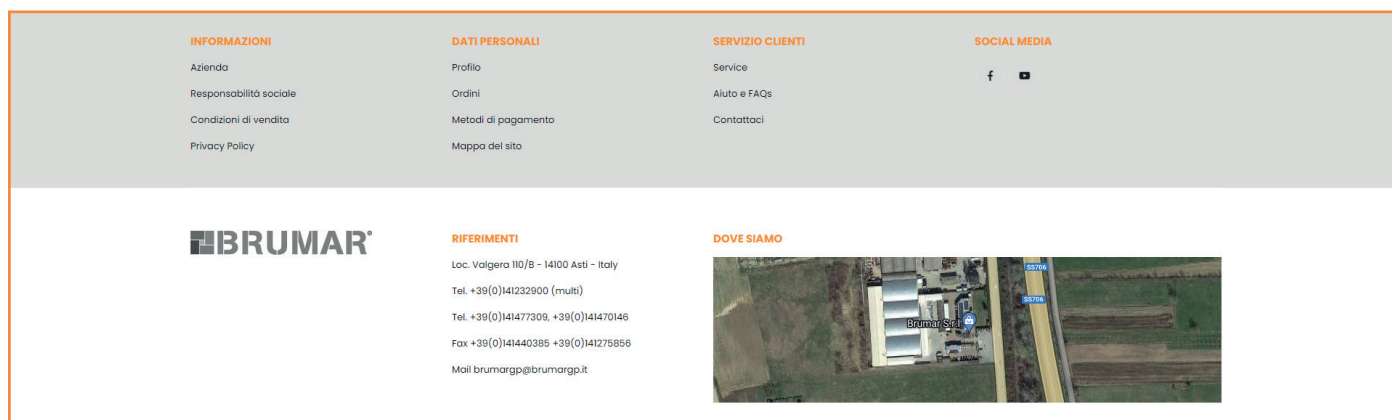 INFORMAZIONI
Azienda
Responsabilità sociale
Condizioni di vendita
Privacy Policy
DATI PERSONALI
Profilo
Ordini
Metodi di pagamento
Mappa del sito
SERVIZIO CLIENTI
Service
Aiuto e FAQs
Contattaci
SOCIAL MEDIA
BRUMAR®
RIFERIMENTI
Loc. Valgera 110/B - 14100 Asti - Italy
Tel. +39(0)141232900 (multi)
Tel. +39(0)141477309, +39(0)141470146
Fax +39(0)141440385 +39(0)141275856
Mail brumargp@brumargp.it
DOVE SIAMO
SS706
SS706
Brumar S.r.l